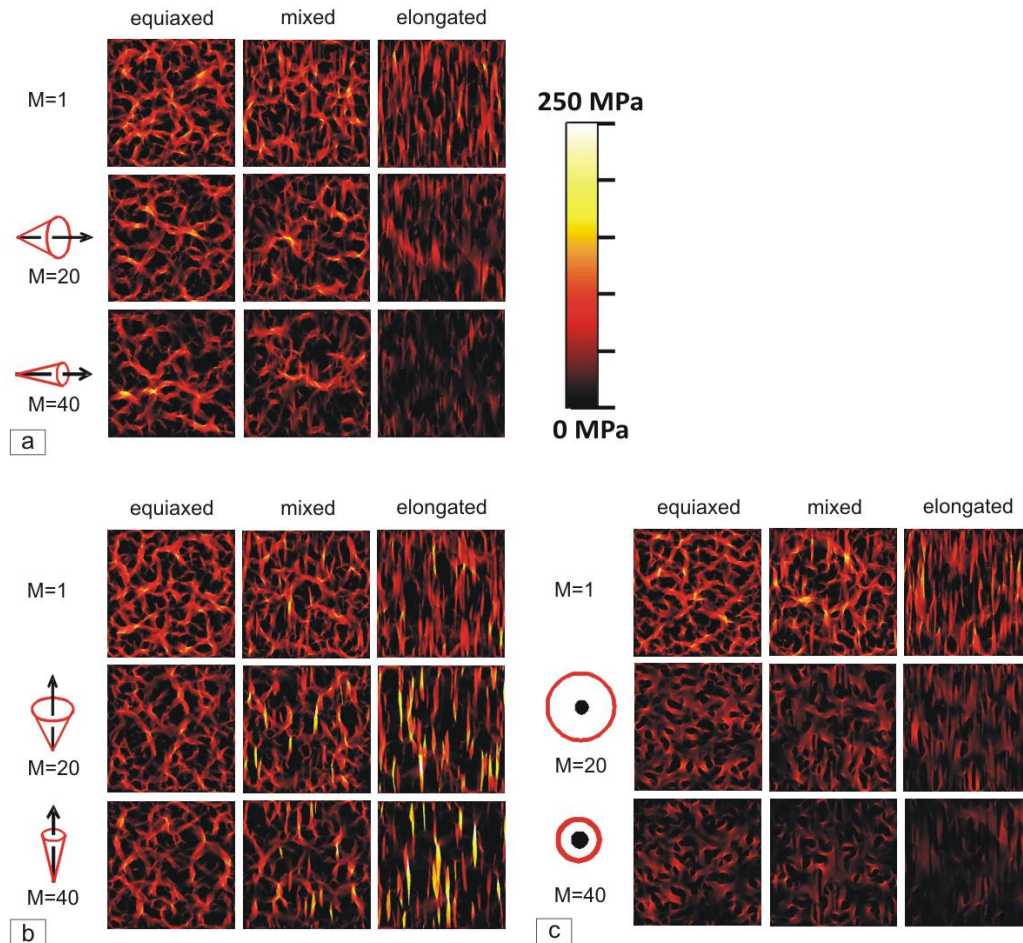 equiaxed mixed elongated
M=1
250 MPa
M=20
M=40
0 MPa
a
equiaxed mixed elongated
M=1
M=20
M=40
b
equiaxed mixed elongated
M=1
M=20
M=40
c